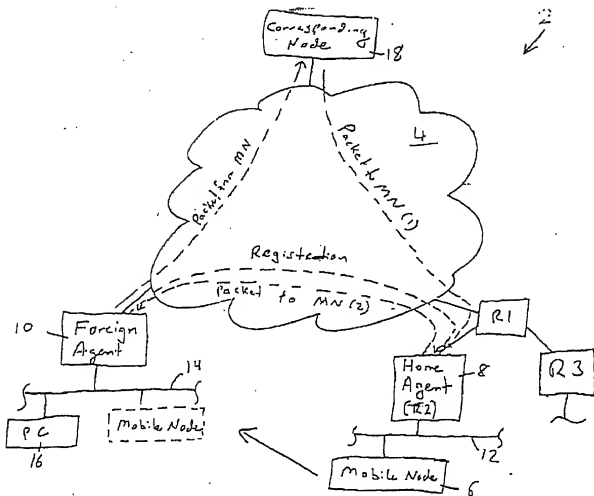 Corresponding
Node
18
2
4
Packet from MN
Packet to MN (1)
Registration
Packet to MN (2)
10
Foreign
Agent
R1
R3
Home
Agent
(R2)
8
14
12
PC
16
Mobile Node
Mobile Node
6